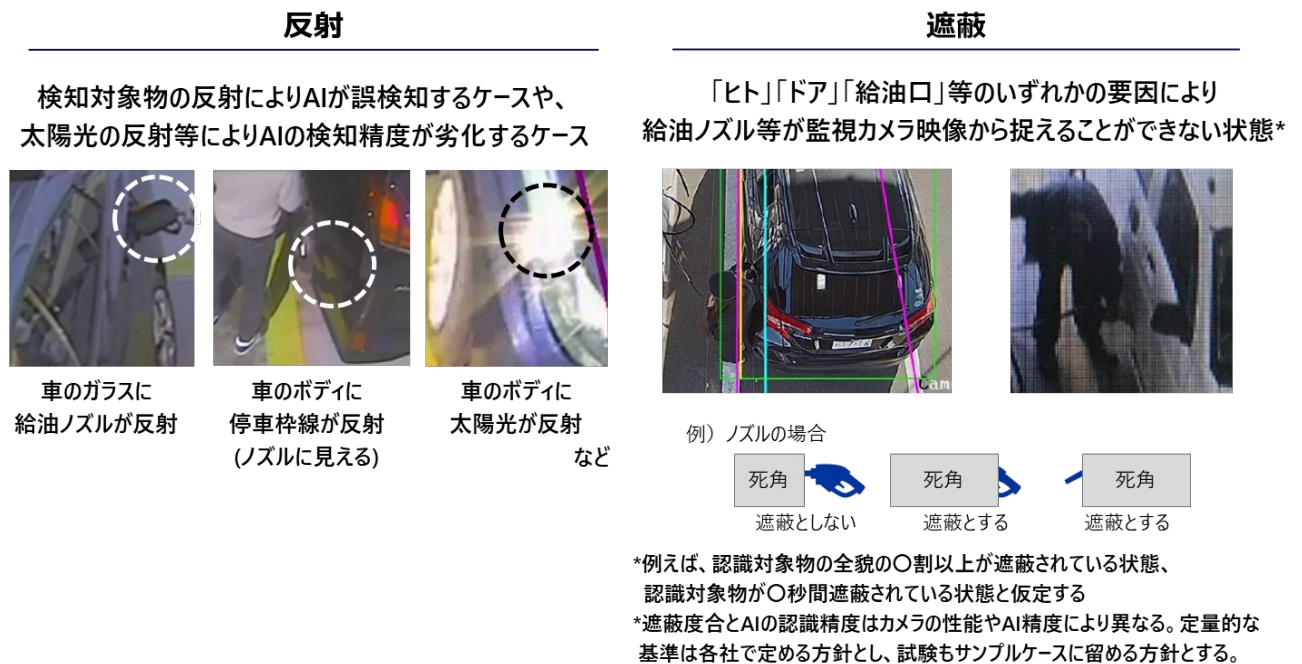 反射
検知対象物の反射によりAIが誤検知するケースや、
太陽光の反射等によりAIの検知精度が劣化するケース
車のガラスに
給油ノズルが反射
車のボディに
停車枠線が反射
(ノズルに見える)
車のボディに
太陽光が反射
など
遮蔽
「ヒト」「ドア」「給油口」等のいずれかの要因により
給油ノズル等が監視カメラ映像から捉えることができない状態*
Cam
例）ノズルの場合
死角
遮蔽としない
死角
遮蔽とする
死角
遮蔽とする
*例えば、認識対象物の全貌の〇割以上が遮蔽されている状態、
認識対象物が〇秒間遮蔽されている状態と仮定する
*遮蔽度合とAIの認識精度はカメラの性能やAI精度により異なる。定量的な
基準は各社で定める方針とし、試験もサンプルケースに留める方針とする。